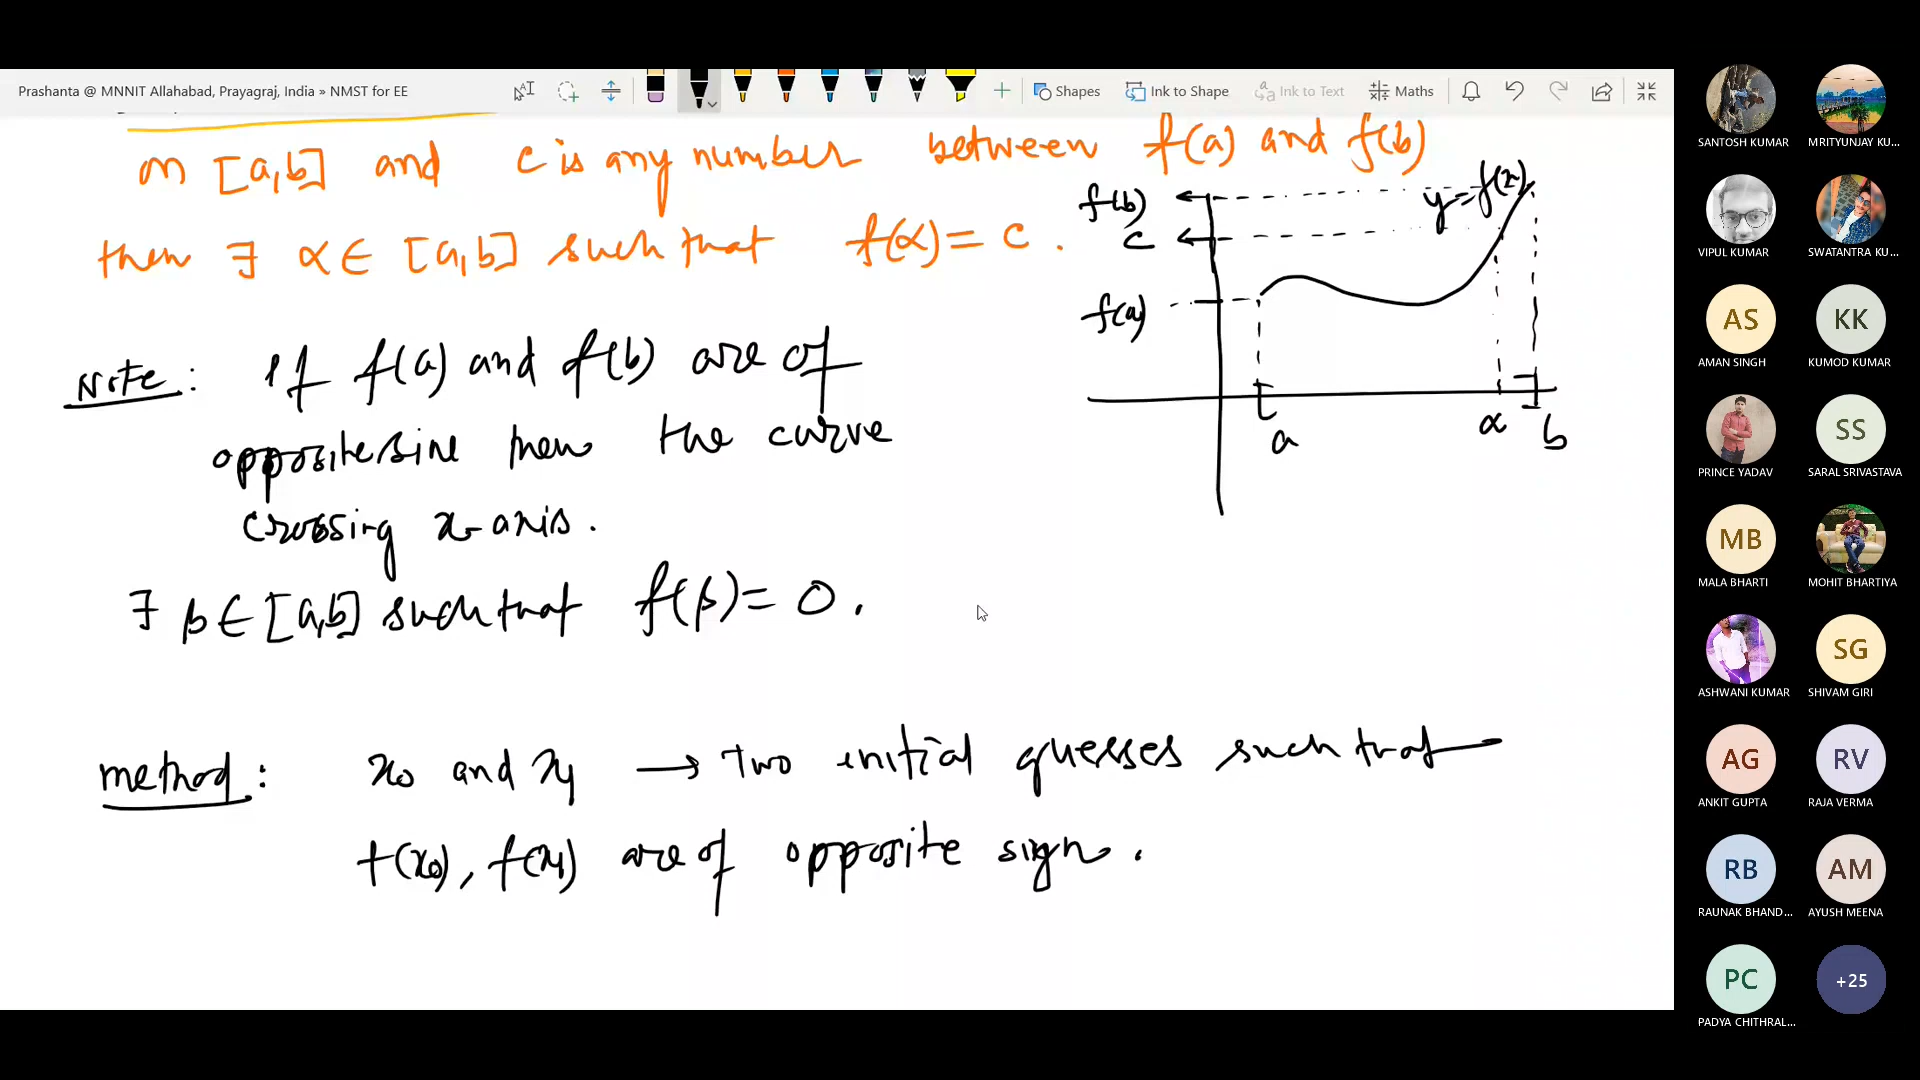 Prashanta @ MNNIT Allahabad, Prayagraj, India » NMST for EE
Shapes
Ink to Shape
Ink to Text
Maths
on [a,b] and c is any number between f(a) and f(b)
then ∃ α ∈ [a,b] such that f(α) = c .
f(b)
c
f(a)
y=f(x)
a
α
b
Note : If f(a) and f(b) are of
opposite sine then the curve
crossing x-axis .
∃ β ∈ [a,b] such that f(β) = 0 .
method : x₀ and x₁ → Two initial guesses such that
f(x₀), f(x₁) are of opposite sign .
SANTOSH KUMAR
MRITYUNJAY KU...
VIPUL KUMAR
SWATANTRA KU...
AS
KK
AMAN SINGH
KUMOD KUMAR
SS
PRINCE YADAV
SARAL SRIVASTAVA
MB
MALA BHARTI
MOHIT BHARTIYA
SG
ASHWANI KUMAR
SHIVAM GIRI
AG
RV
ANKIT GUPTA
RAJA VERMA
RB
AM
RAUNAK BHAND...
AYUSH MEENA
PC
+25
PADYA CHITHRAL...